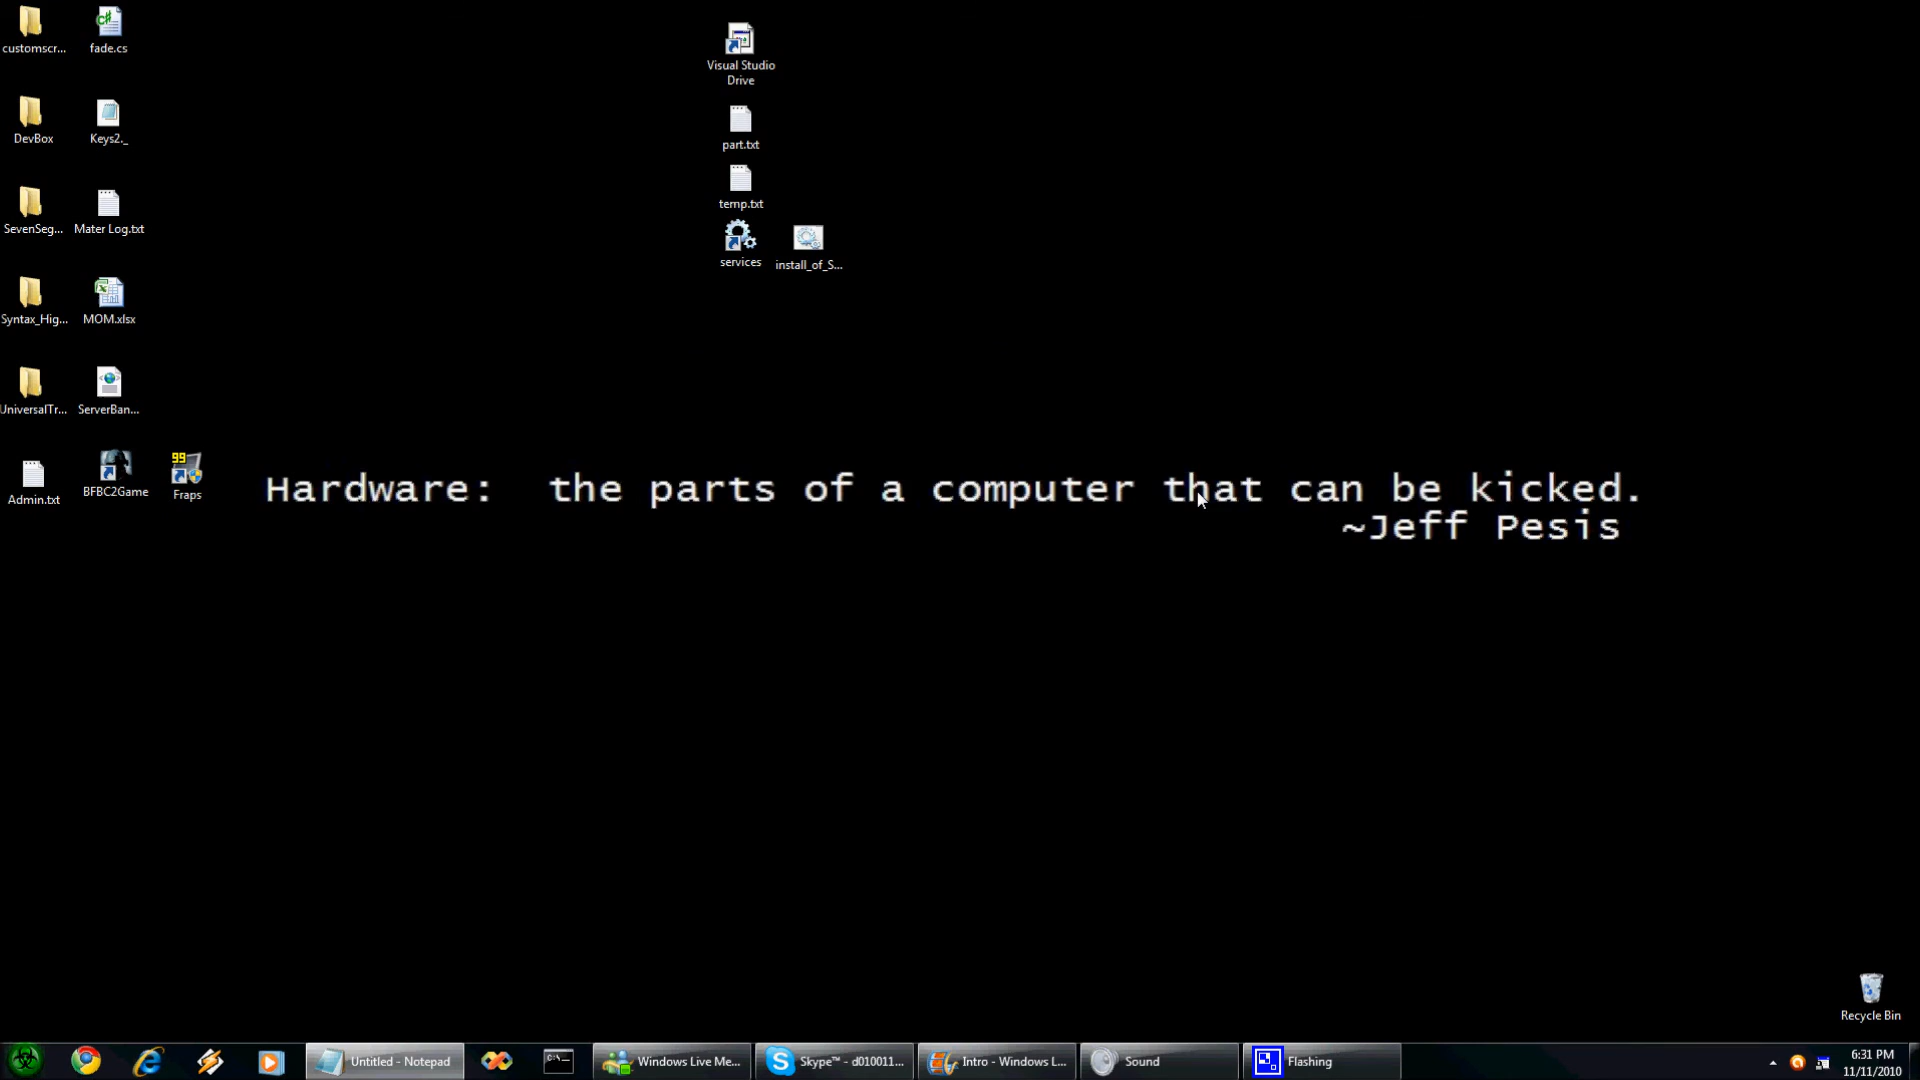 customscr...
fade.cs
Visual Studio
Drive
DevBox
Keys2._
part.txt
temp.txt
SevenSeg...
Mater Log.txt
services
install_of_S...
Syntax_Hig...
MOM.xlsx
UniversalTr...
ServerBan...
99
Admin.txt
BFBC2Game
Fraps
Hardware:  the parts of a computer that can be kicked.
~Jeff Pesis
Recycle Bin
C:\_
Untitled - Notepad
Windows Live Me...
Skype™ - d010011...
Intro - Windows L...
Sound
Flashing
6:31 PM
11/11/2010